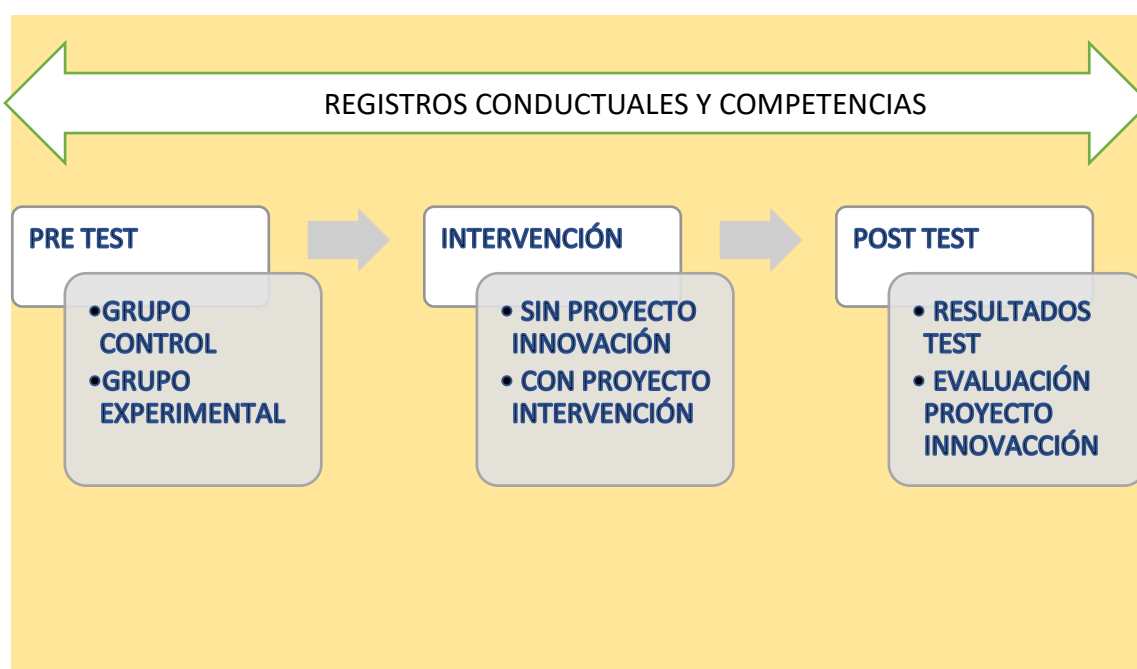 REGISTROS CONDUCTUALES Y COMPETENCIAS
PRE TEST
•GRUPO
CONTROL
•GRUPO
EXPERIMENTAL
INTERVENCIÓN
• SIN PROYECTO
INNOVACIÓN
• CON PROYECTO
INTERVENCIÓN
POST TEST
• RESULTADOS
TEST
• EVALUACIÓN
PROYECTO
INNOVACCIÓN